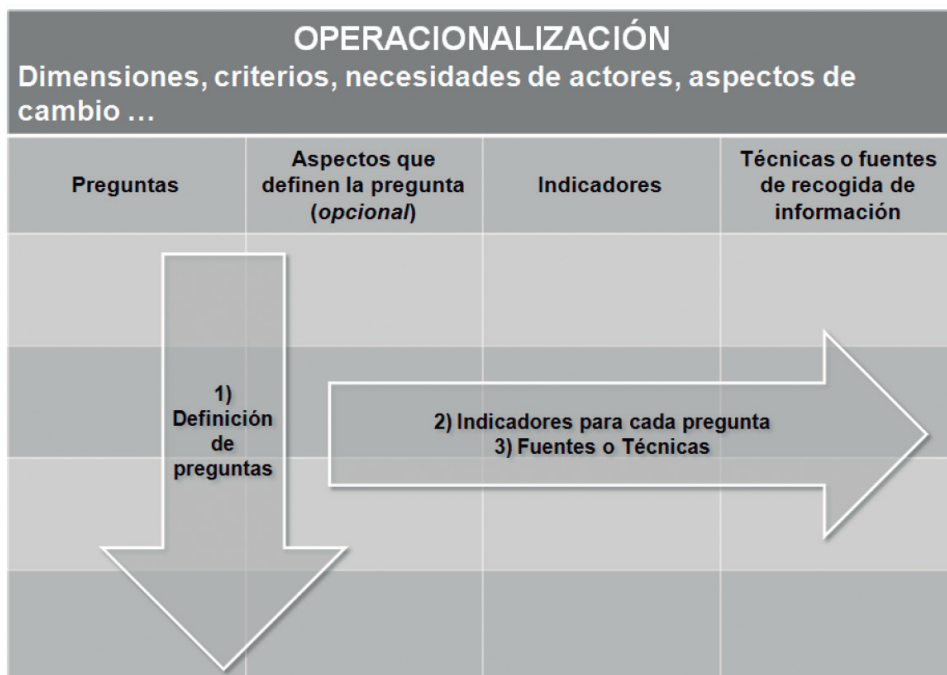 OPERACIONALIZACIÓN
Dimensiones, criterios, necesidades de actores, aspectos de
cambio ...
Preguntas
Aspectos que
definen la pregunta
(opcional)
Indicadores
Técnicas o fuentes
de recogida de
información
1)
Definición
de
preguntas
2) Indicadores para cada pregunta
3) Fuentes o Técnicas